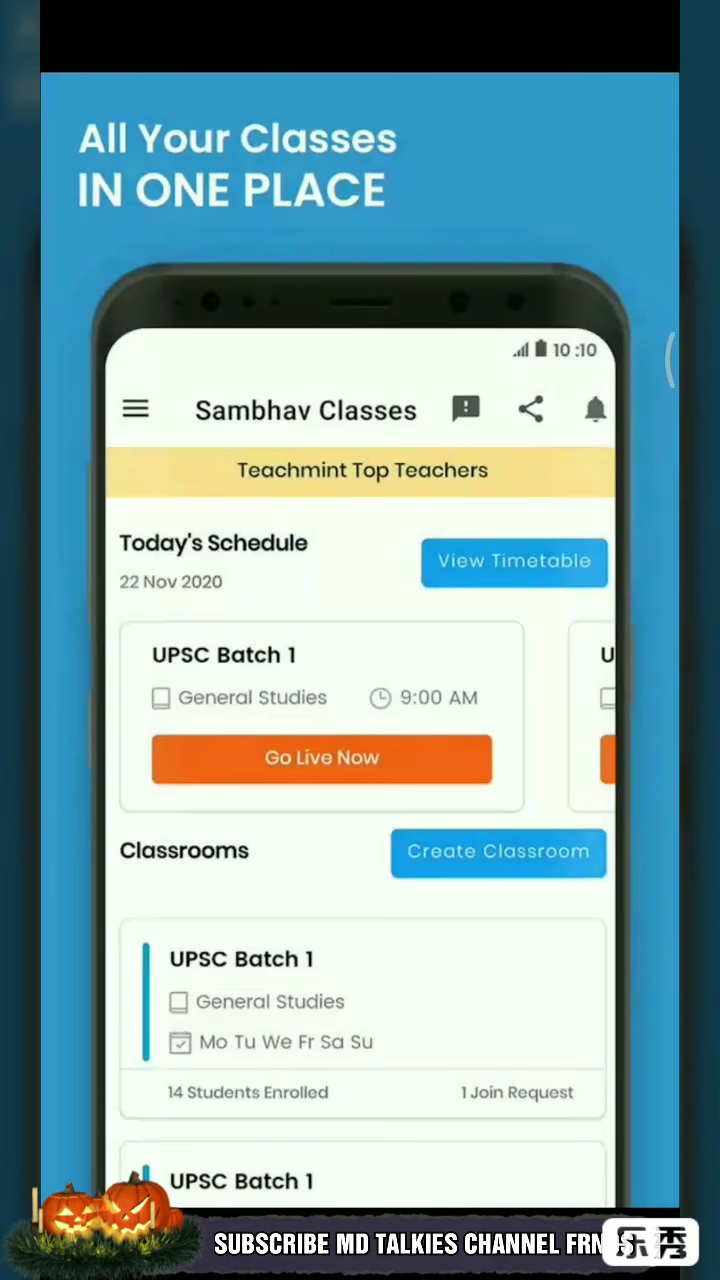 All Your Classes
IN ONE PLACE
10:10
Sambhav Classes
Teachmint Top Teachers
Today's Schedule
View Timetable
22 Nov 2020
UPSC Batch 1
U
General Studies
9:00 AM
Go Live Now
Classrooms
Create Classroom
UPSC Batch 1
General Studies
Mo Tu We Fr Sa Su
14 Students Enrolled
1 Join Request
UPSC Batch 1
SUBSCRIBE MD TALKIES CHANNEL
乐秀